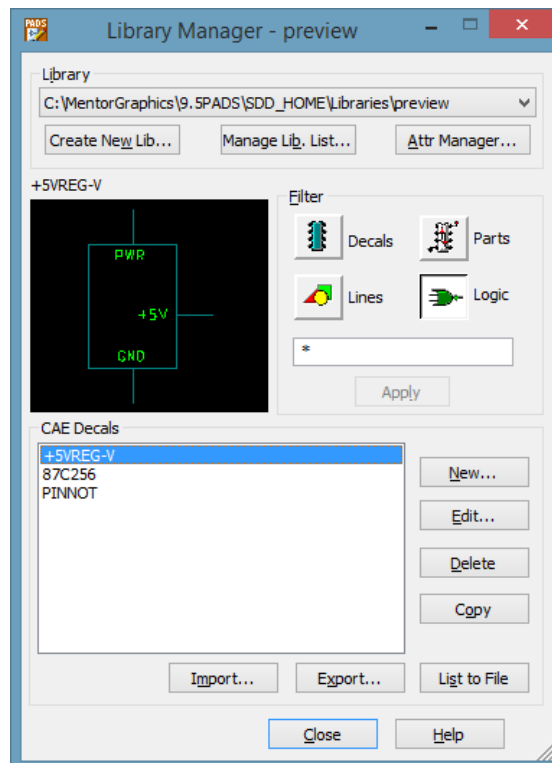 PADS
Library Manager - preview
Library
C:\MentorGraphics\9.5PADS\SDD_HOME\Libraries\preview
Create New Lib... Manage Lib. List... Attr Manager...
+5VREG-V
PWR
+5V
GND
Filter
Decals Parts
Lines Logic
*
Apply
CAE Decals
+5VREG-V
87C256
PINNOT
New...
Edit...
Delete
Copy
Import... Export... List to File
Close Help